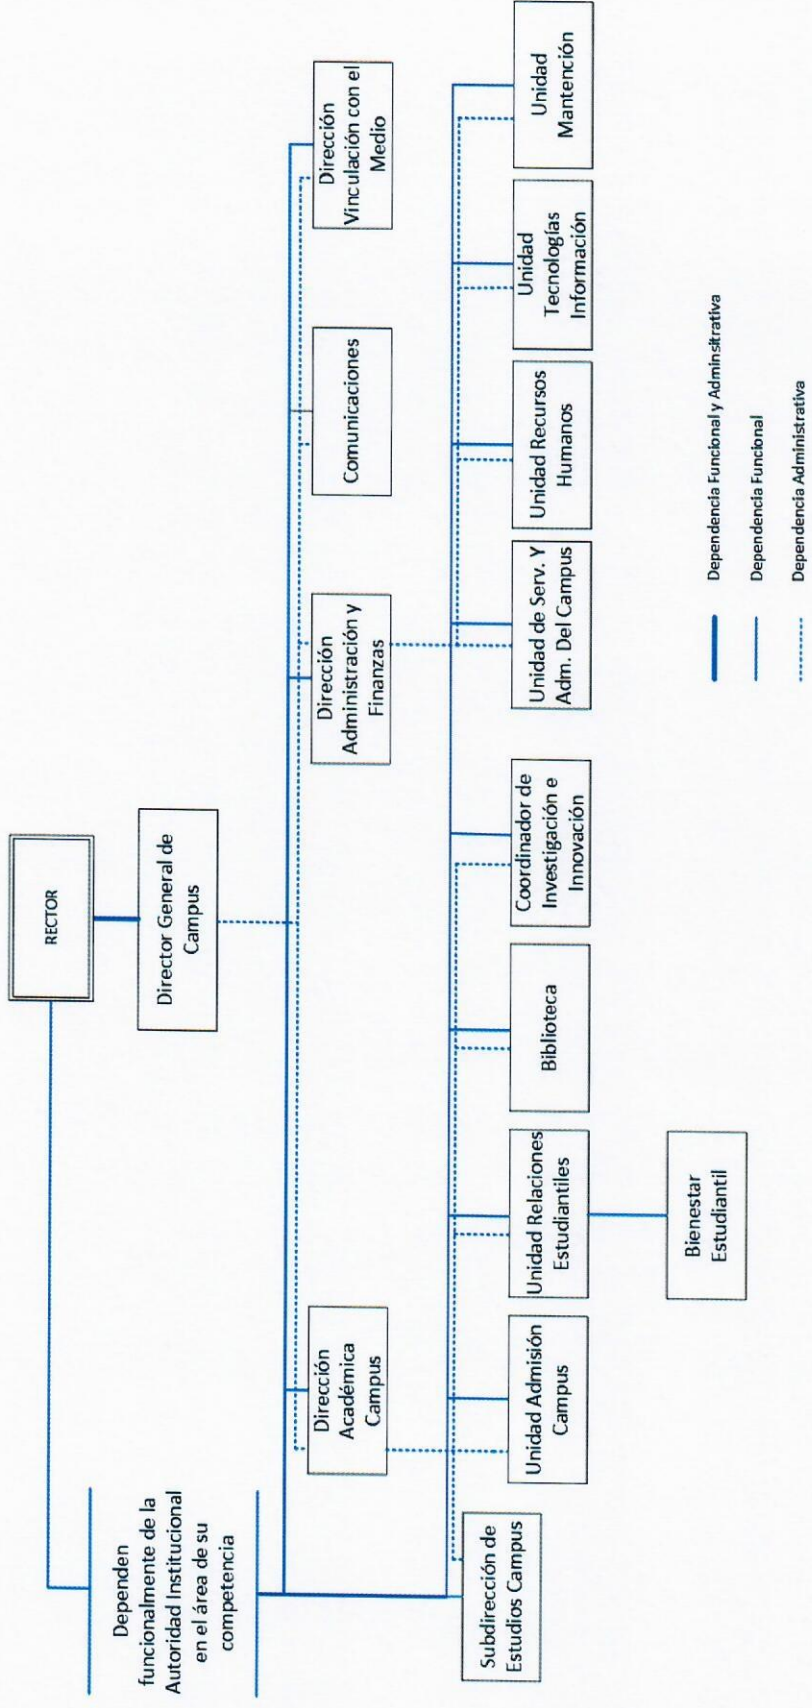 RECTOR
Director General de
Campus
Dependen
funcionalmente de la
Autoridad Institucional
en el área de su
competencia
Dirección
Académica
Campus
Dirección
Administración y
Finanzas
Comunicaciones
Dirección
Vinculación con el
Medio
Subdirección de
Estudios Campus
Unidad Admisión
Campus
Unidad Relaciones
Estudiantiles
Biblioteca
Coordinador de
Investigación e
Innovación
Unidad de Serv. Y
Adm. Del Campus
Unidad Recursos
Humanos
Unidad
Tecnologías
Información
Unidad
Mantención
Bienestar
Estudiantil
Dependencia Funcional y Adminsitrativa
Dependencia Funcional
Dependencia Administrativa